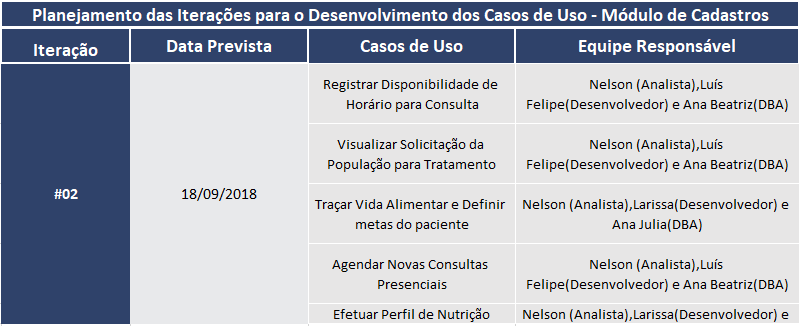 Planejamento das Iterações para o Desenvolvimento dos Casos de Uso - Módulo de Cadastros
Iteração
Data Prevista
Casos de Uso
Equipe Responsável
#02
18/09/2018
Registrar Disponibilidade de
Horário para Consulta
Nelson (Analista),Luís
Felipe(Desenvolvedor) e Ana Beatriz(DBA)
Visualizar Solicitação da
População para Tratamento
Nelson (Analista),Luís
Felipe(Desenvolvedor) e Ana Beatriz(DBA)
Traçar Vida Alimentar e Definir
metas do paciente
Nelson (Analista),Larissa(Desenvolvedor) e
Ana Julia(DBA)
Agendar Novas Consultas
Presenciais
Nelson (Analista),Luís
Felipe(Desenvolvedor) e Ana Beatriz(DBA)
Efetuar Perfil de Nutrição
Nelson (Analista),Larissa(Desenvolvedor) e